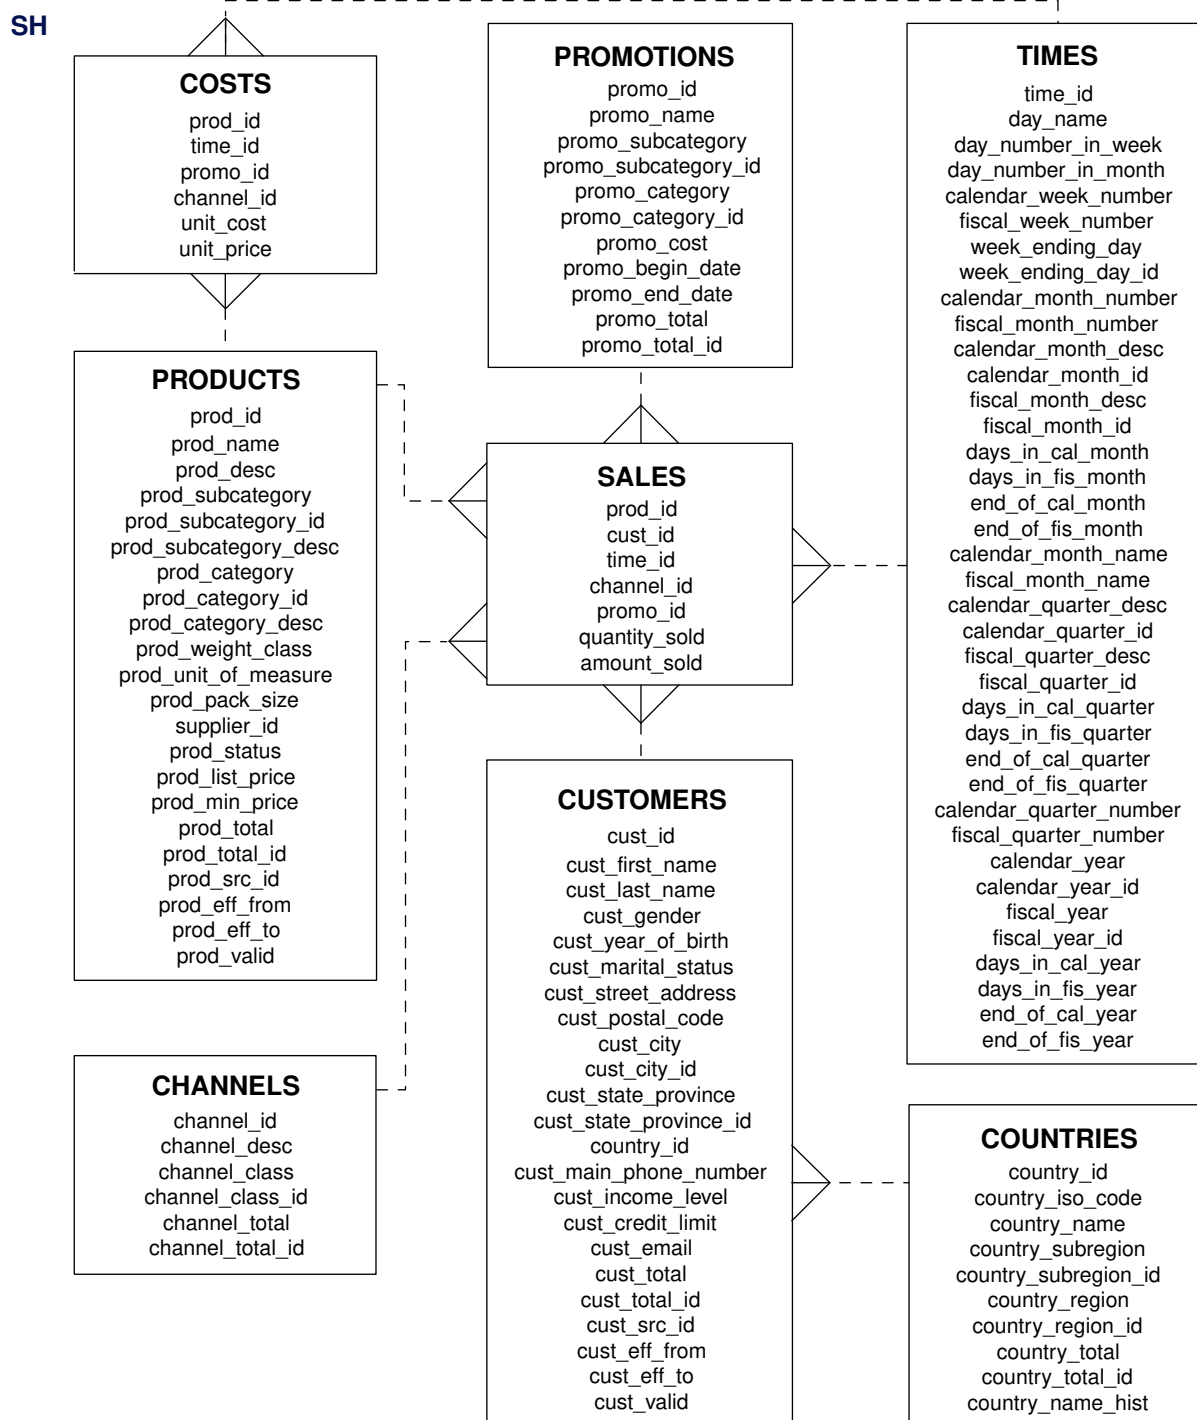 SH
COSTS
prod_id
time_id
promo_id
channel_id
unit_cost
unit_price
PROMOTIONS
promo_id
promo_name
promo_subcategory
promo_subcategory_id
promo_category
promo_category_id
promo_cost
promo_begin_date
promo_end_date
promo_total
promo_total_id
TIMES
time_id
day_name
day_number_in_week
day_number_in_month
calendar_week_number
fiscal_week_number
week_ending_day
week_ending_day_id
calendar_month_number
fiscal_month_number
calendar_month_desc
calendar_month_id
fiscal_month_desc
fiscal_month_id
days_in_cal_month
days_in_fis_month
end_of_cal_month
end_of_fis_month
calendar_month_name
fiscal_month_name
calendar_quarter_desc
calendar_quarter_id
fiscal_quarter_desc
fiscal_quarter_id
days_in_cal_quarter
days_in_fis_quarter
end_of_cal_quarter
end_of_fis_quarter
calendar_quarter_number
fiscal_quarter_number
calendar_year
calendar_year_id
fiscal_year
fiscal_year_id
days_in_cal_year
days_in_fis_year
end_of_cal_year
end_of_fis_year
PRODUCTS
prod_id
prod_name
prod_desc
prod_subcategory
prod_subcategory_id
prod_subcategory_desc
prod_category
prod_category_id
prod_category_desc
prod_weight_class
prod_unit_of_measure
prod_pack_size
supplier_id
prod_status
prod_list_price
prod_min_price
prod_total
prod_total_id
prod_src_id
prod_eff_from
prod_eff_to
prod_valid
SALES
prod_id
cust_id
time_id
channel_id
promo_id
quantity_sold
amount_sold
CUSTOMERS
cust_id
cust_first_name
cust_last_name
cust_gender
cust_year_of_birth
cust_marital_status
cust_street_address
cust_postal_code
cust_city
cust_city_id
cust_state_province
cust_state_province_id
country_id
cust_main_phone_number
cust_income_level
cust_credit_limit
cust_email
cust_total
cust_total_id
cust_src_id
cust_eff_from
cust_eff_to
cust_valid
CHANNELS
channel_id
channel_desc
channel_class
channel_class_id
channel_total
channel_total_id
COUNTRIES
country_id
country_iso_code
country_name
country_subregion
country_subregion_id
country_region
country_region_id
country_total
country_total_id
country_name_hist